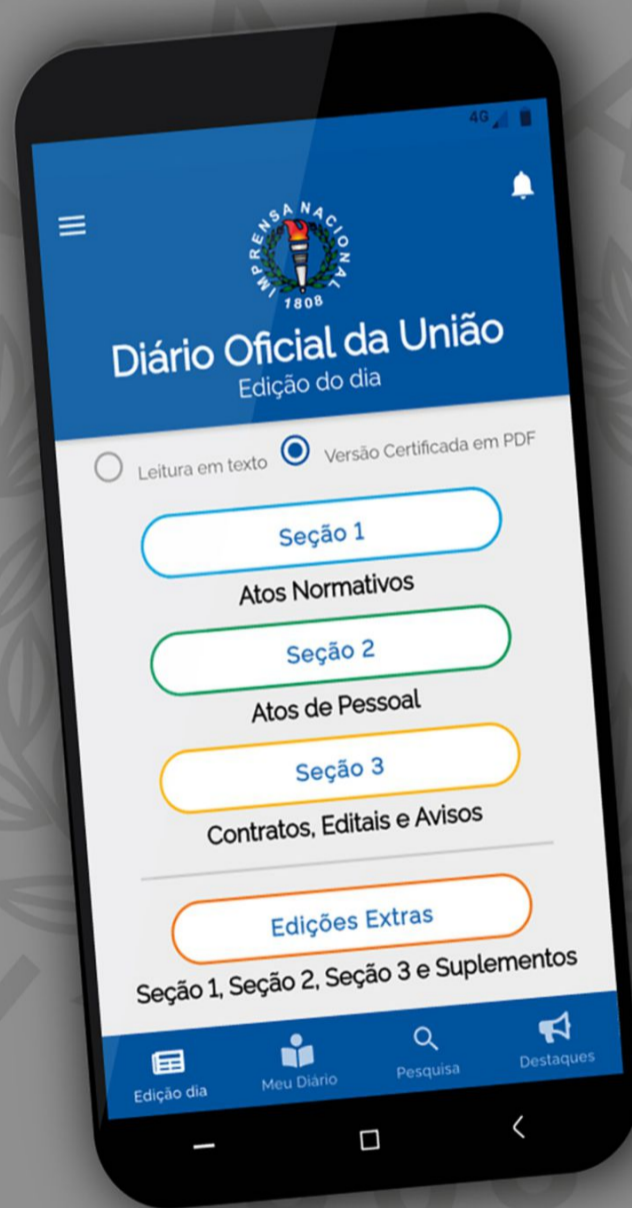 4G
IMPRENSA NACIONAL
1808
Diário Oficial da União
Edição do dia
Leitura em texto Versão Certificada em PDF
Seção 1
Atos Normativos
Seção 2
Atos de Pessoal
Seção 3
Contratos, Editais e Avisos
Edições Extras
Seção 1, Seção 2, Seção 3 e Suplementos
Edição dia Meu Diário Pesquisa Destaques